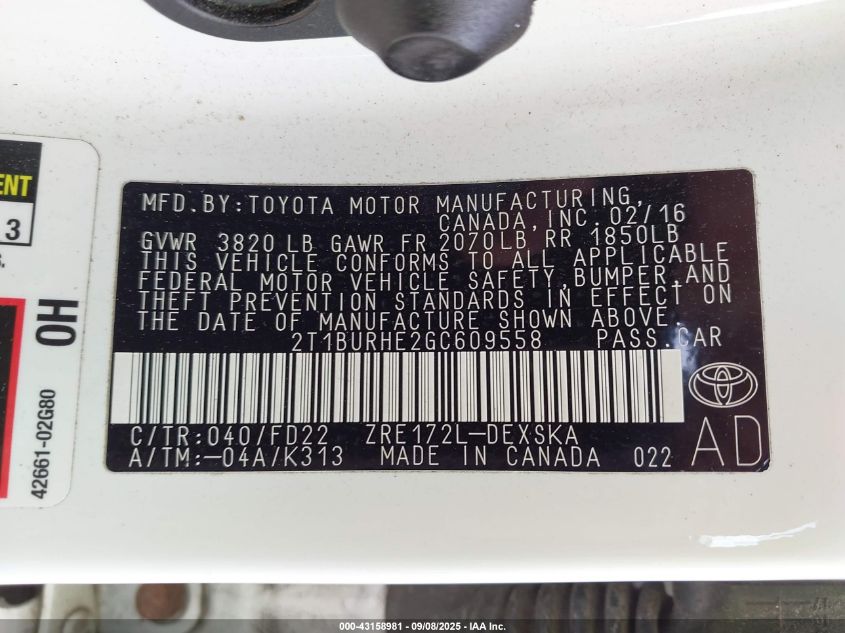 ENT
13
S.
OH
42661-02G80
MFD.BY:TOYOTA MOTOR MANUFACTURING,
CANADA,INC. 02/16
GVWR 3820 LB GAWR FR 2070LB RR 1850LB
THIS VEHICLE CONFORMS TO ALL APPLICABLE
FEDERAL MOTOR VEHICLE SAFETY,BUMPER,AND
THEFT PREVENTION STANDARDS IN EFFECT ON
THE DATE OF MANUFACTURE SHOWN ABOVE.
2T1BURHE2GC609558 PASS.CAR
C/TR:040/FD22 ZRE172L-DEXSKA
A/TM:-04A/K313 MADE IN CANADA 022
AD
000-43158981 - 09/08/2025 - IAA Inc.